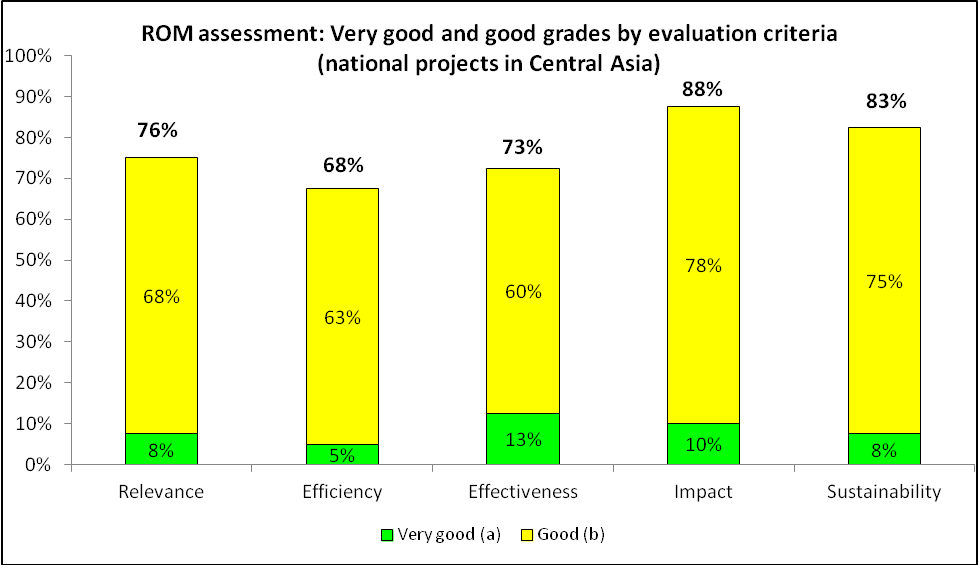 ROM assessment: Very good and good grades by evaluation criteria
(national projects in Central Asia)
100%
90%
80%
70%
60%
50%
40%
30%
20%
10%
0%
76%
68%
73%
88%
83%
68%
63%
60%
78%
75%
8%
5%
13%
10%
8%
Relevance
Efficiency
Effectiveness
Impact
Sustainability
Very good (a)
Good (b)